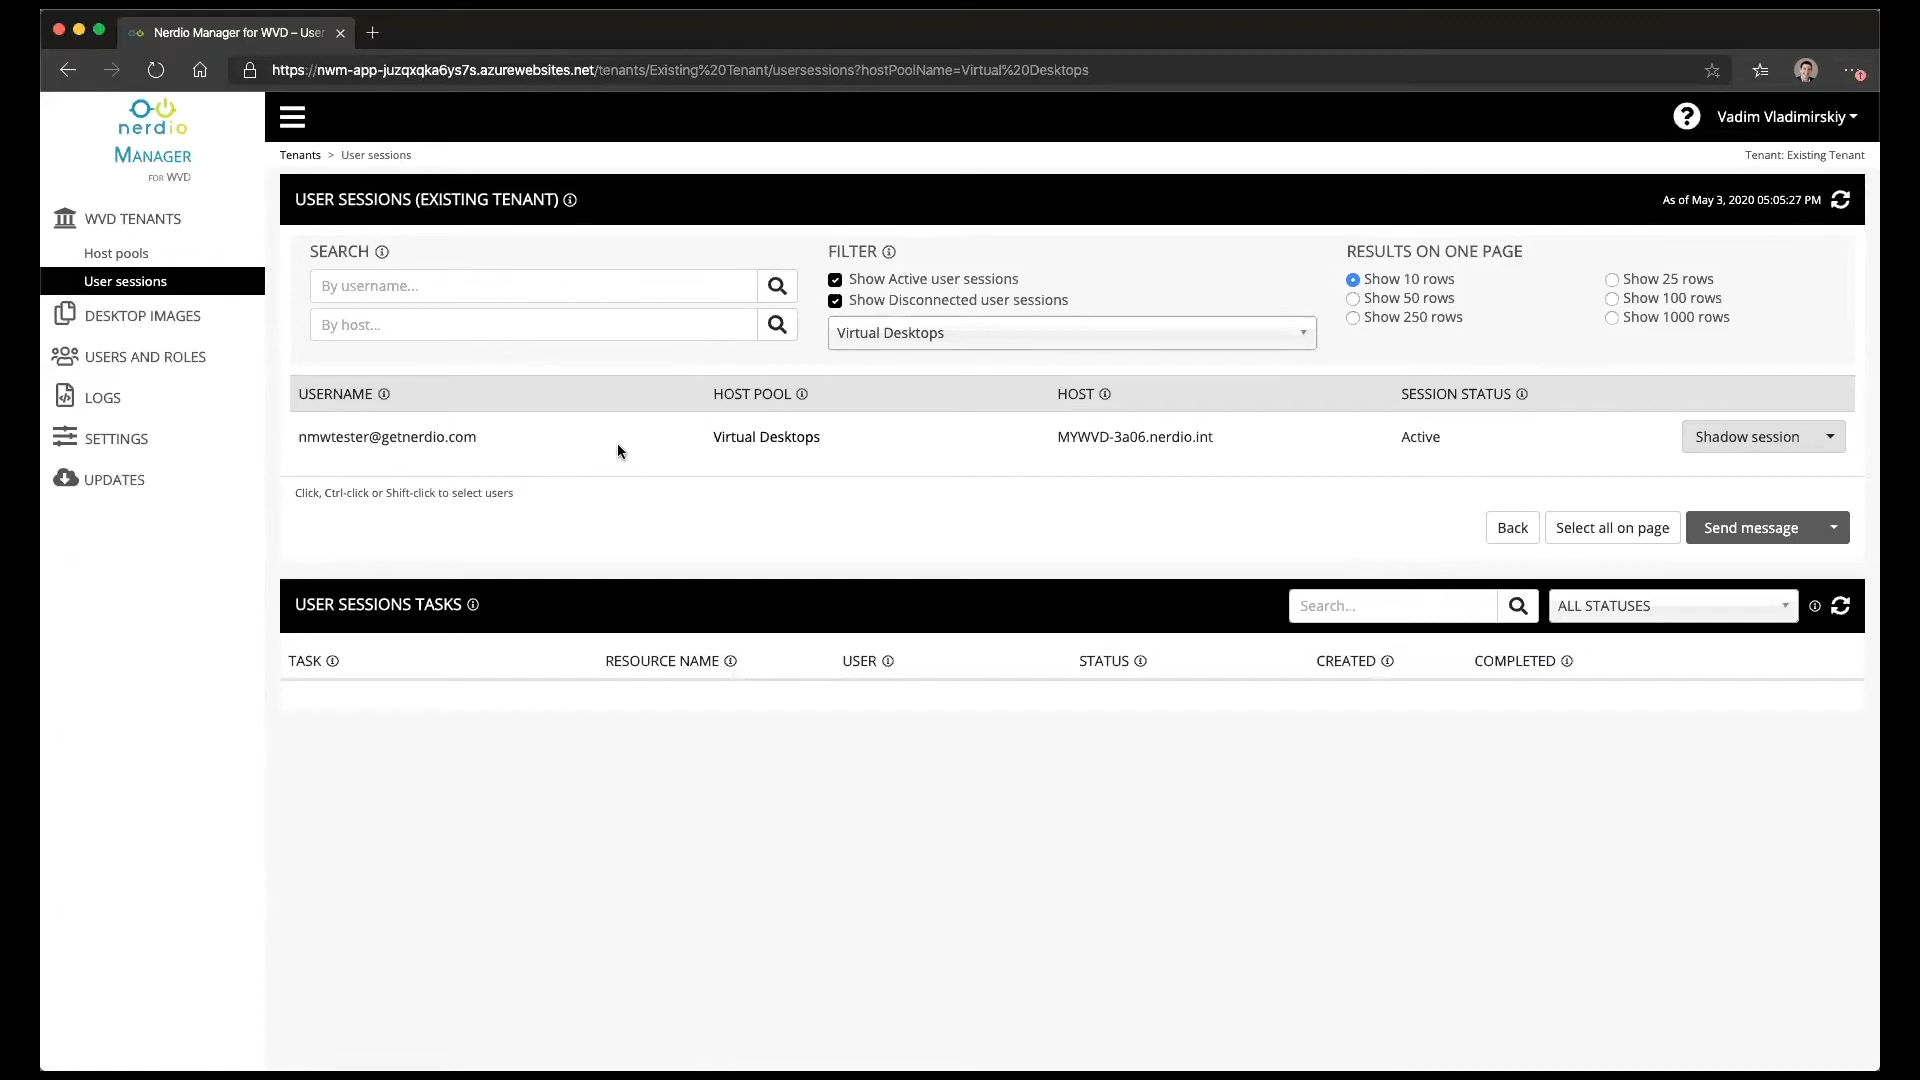 Nerdio Manager for WVD – User
https://nwm-app-juzqxqka6ys7s.azurewebsites.net/tenants/Existing%20Tenant/usersessions?hostPoolName=Virtual%20Desktops
nerdio
MANAGER
FOR WVD
Vadim Vladimirskiy
Tenants > User sessions
Tenant: Existing Tenant
WVD TENANTS
Host pools
User sessions
DESKTOP IMAGES
USERS AND ROLES
LOGS
SETTINGS
UPDATES
USER SESSIONS (EXISTING TENANT)
As of May 3, 2020 05:05:27 PM
SEARCH
By username...
By host...
FILTER
Show Active user sessions
Show Disconnected user sessions
Virtual Desktops
RESULTS ON ONE PAGE
Show 10 rows
Show 25 rows
Show 50 rows
Show 100 rows
Show 250 rows
Show 1000 rows
USERNAME HOST POOL HOST SESSION STATUS
nmwtester@getnerdio.com Virtual Desktops MYWVD-3a06.nerdio.int Active Shadow session
Click, Ctrl-click or Shift-click to select users
Back Select all on page Send message
USER SESSIONS TASKS
Search...
ALL STATUSES
TASK RESOURCE NAME USER STATUS CREATED COMPLETED